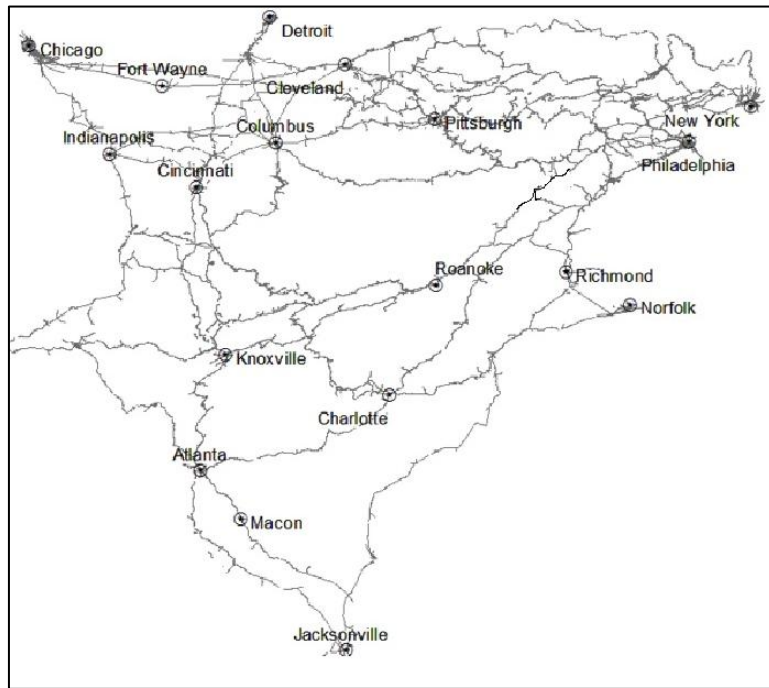 Detroit
Chicago
Fort Wayne
Cleveland
New York
Columbus
Pittsburgh
Indianapolis
Philadelphia
Cincinnati
Roanoke
Richmond
Norfolk
Knoxville
Charlotte
Atlanta
Macon
Jacksonville